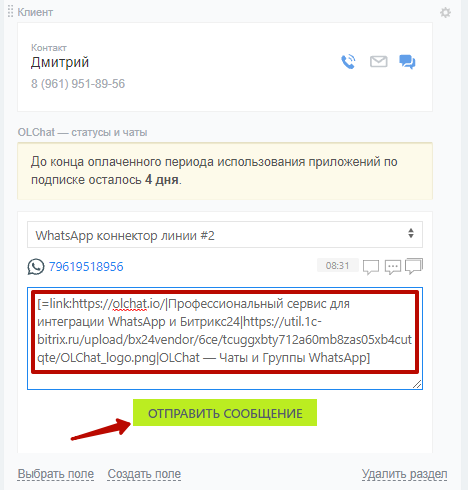 Клиент
Контакт
Дмитрий
8 (961) 951-89-56
OLChat — статусы и чаты
До конца оплаченного периода использования приложений по
подписке осталось 4 дня.
WhatsApp коннектор линии #2
79619518956
08:31
[=link:https://olchat.io/|Профессиональный сервис для
интеграции WhatsApp и Битрикс24|https://util.1c-
bitrix.ru/upload/bx24vendor/6ce/tcuggxbty712a60mb8zas05xb4cut
qte/OLChat_logo.png|OLChat — Чаты и Группы WhatsApp]
ОТПРАВИТЬ СООБЩЕНИЕ
Выбрать поле Создать поле Удалить раздел